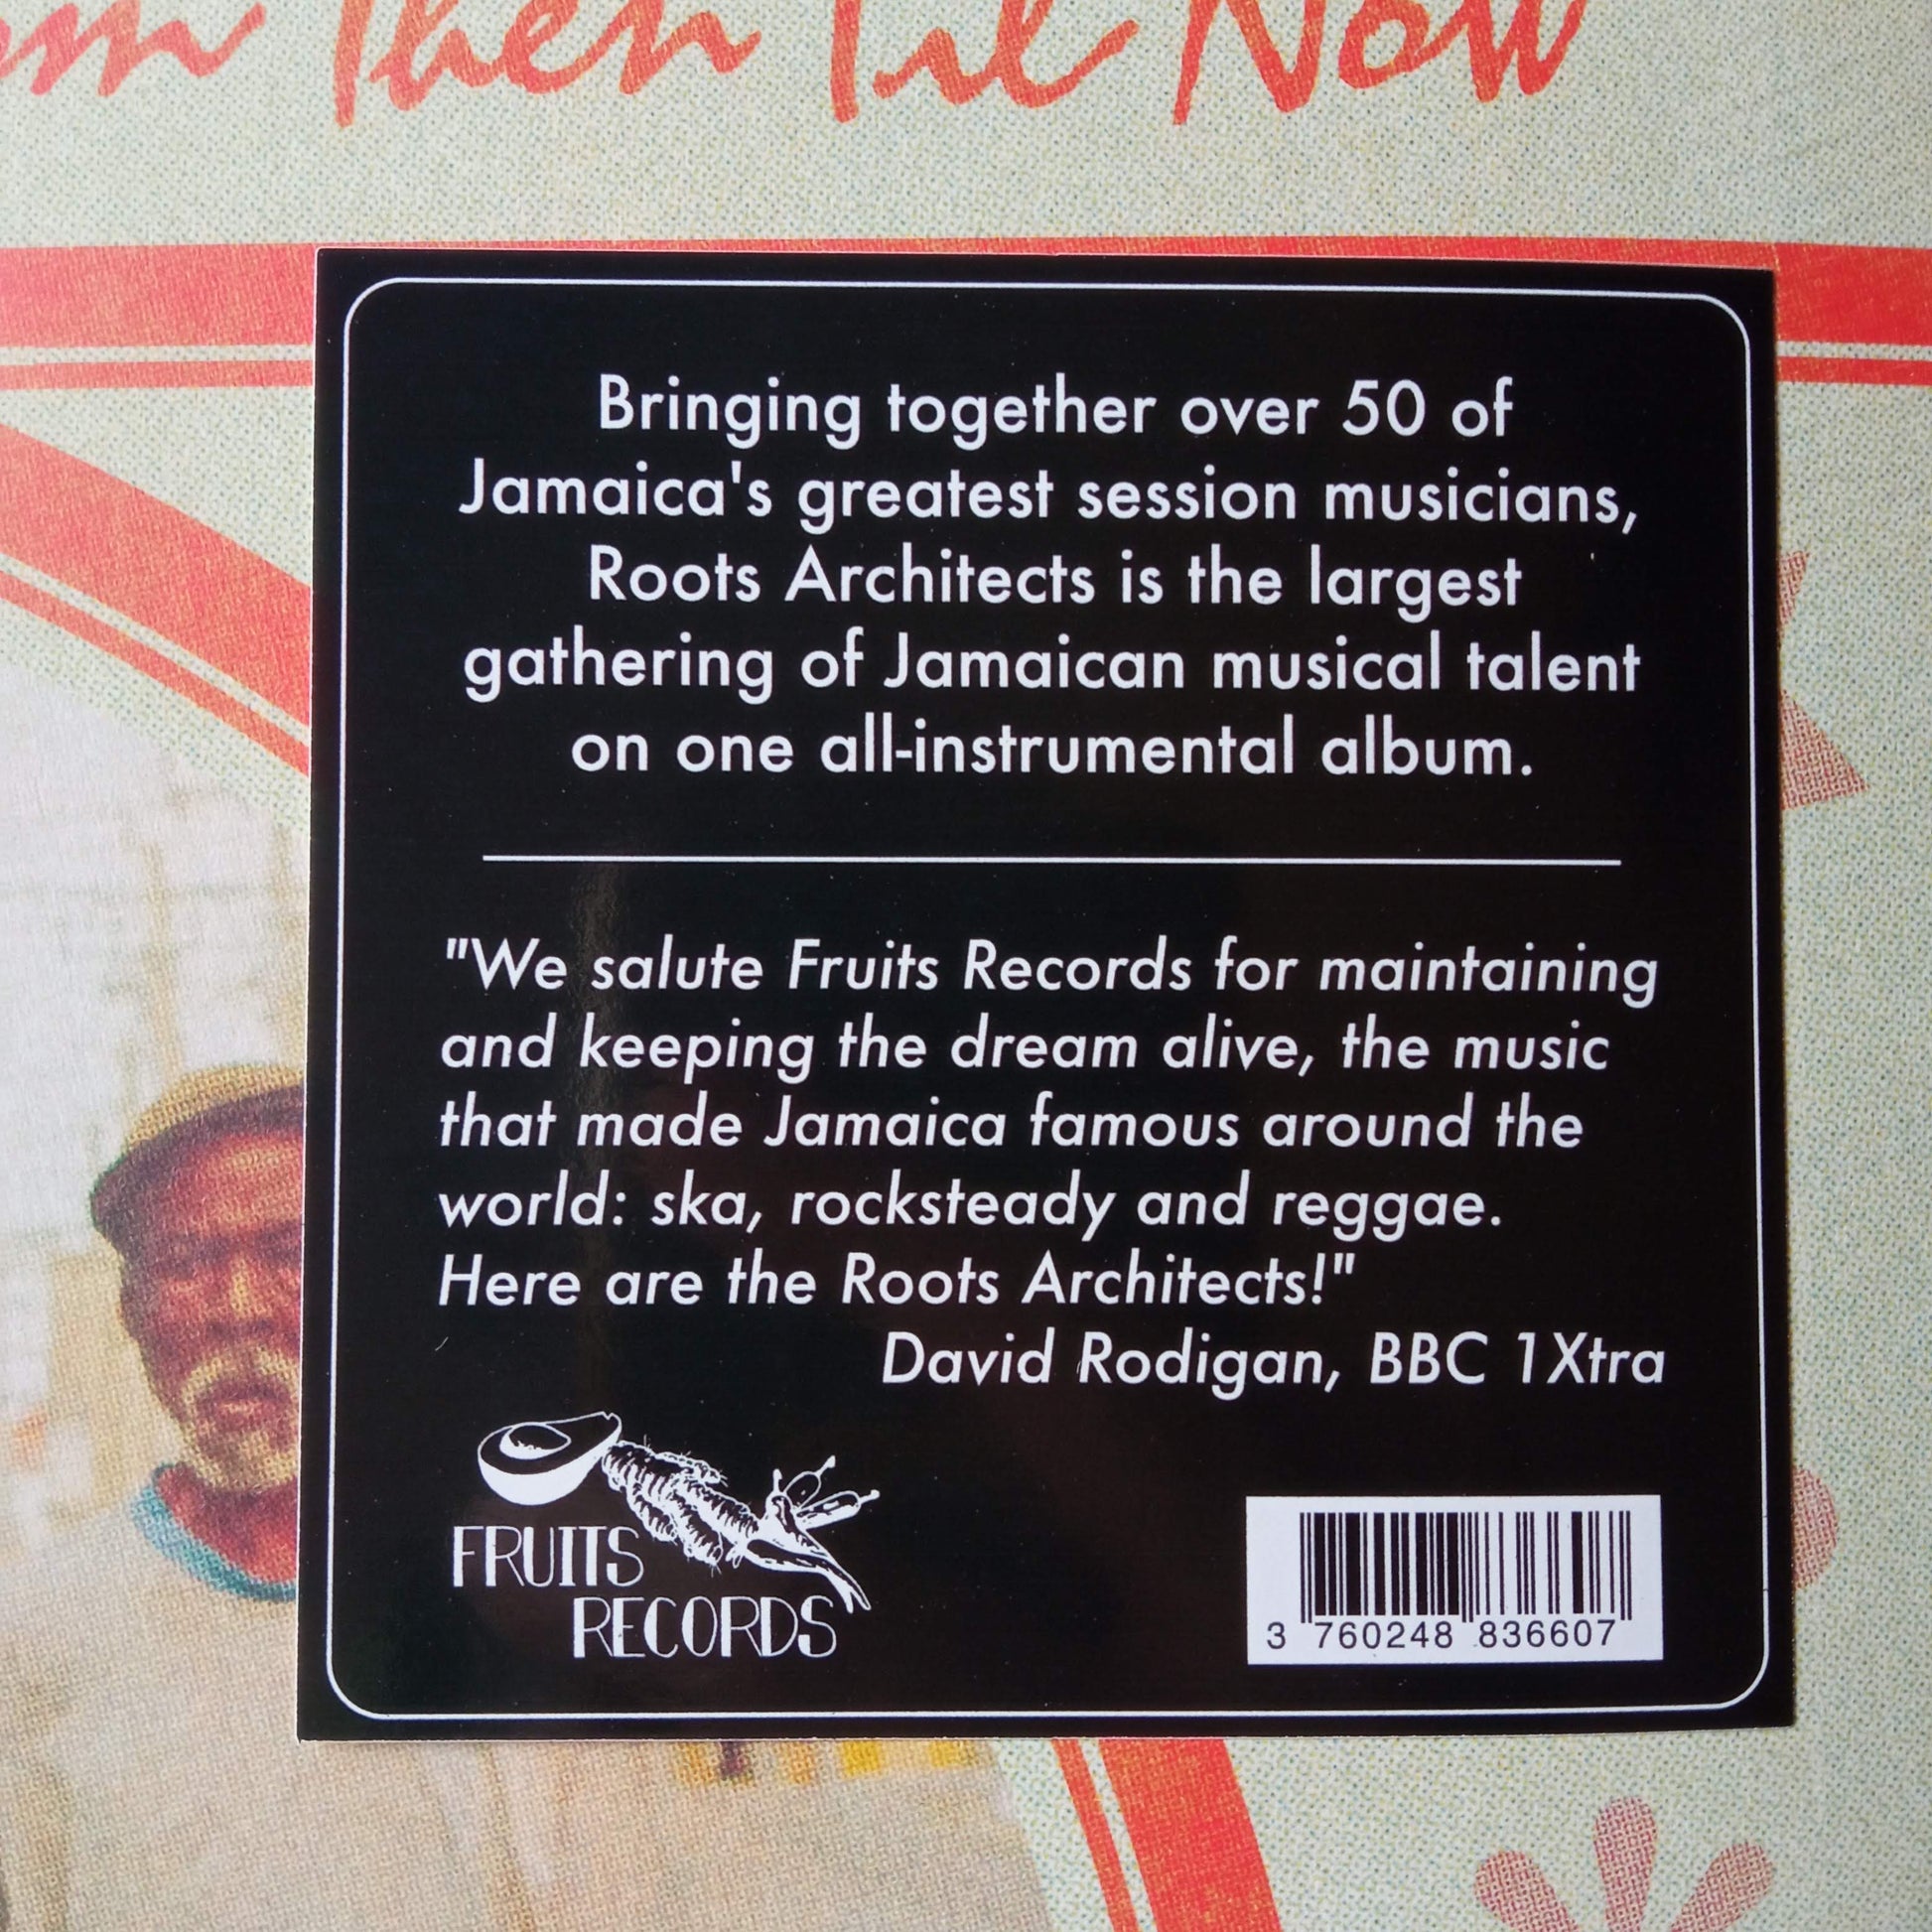 Then Til Now
Bringing together over 50 of
Jamaica's greatest session musicians,
Roots Architects is the largest
gathering of Jamaican musical talent
on one all-instrumental album.
"We salute Fruits Records for maintaining
and keeping the dream alive, the music
that made Jamaica famous around the
world: ska, rocksteady and reggae.
Here are the Roots Architects!"
David Rodigan, BBC 1Xtra
FRUITS
RECORDS
3 760248 836607